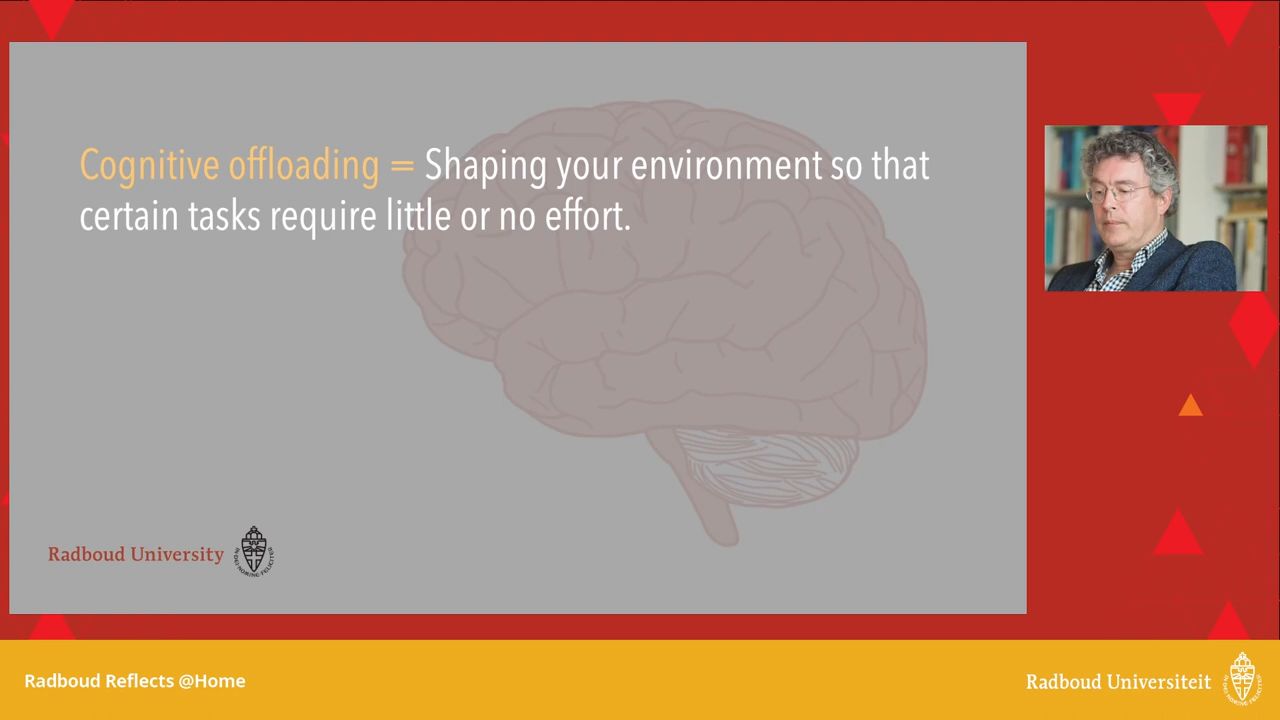 Cognitive offloading = Shaping your environment so that
certain tasks require little or no effort.
Radboud University
Radboud Reflects @Home
Radboud Universiteit